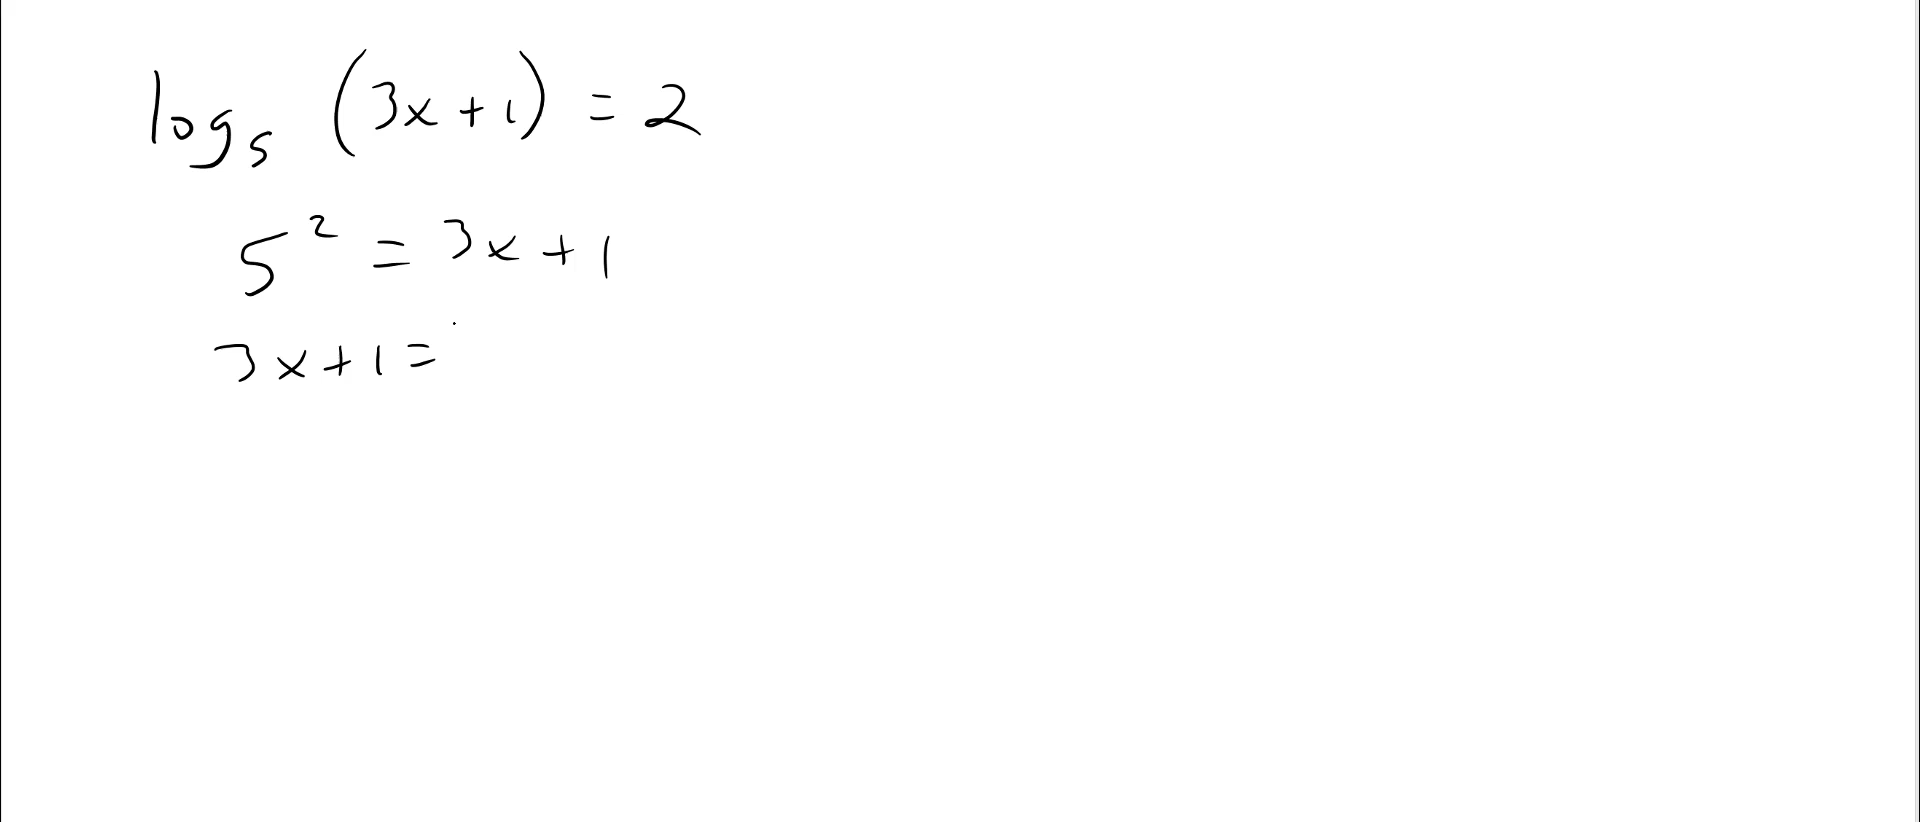 log₅ (3x+1) = 2
5² = 3x+1
3x+1=